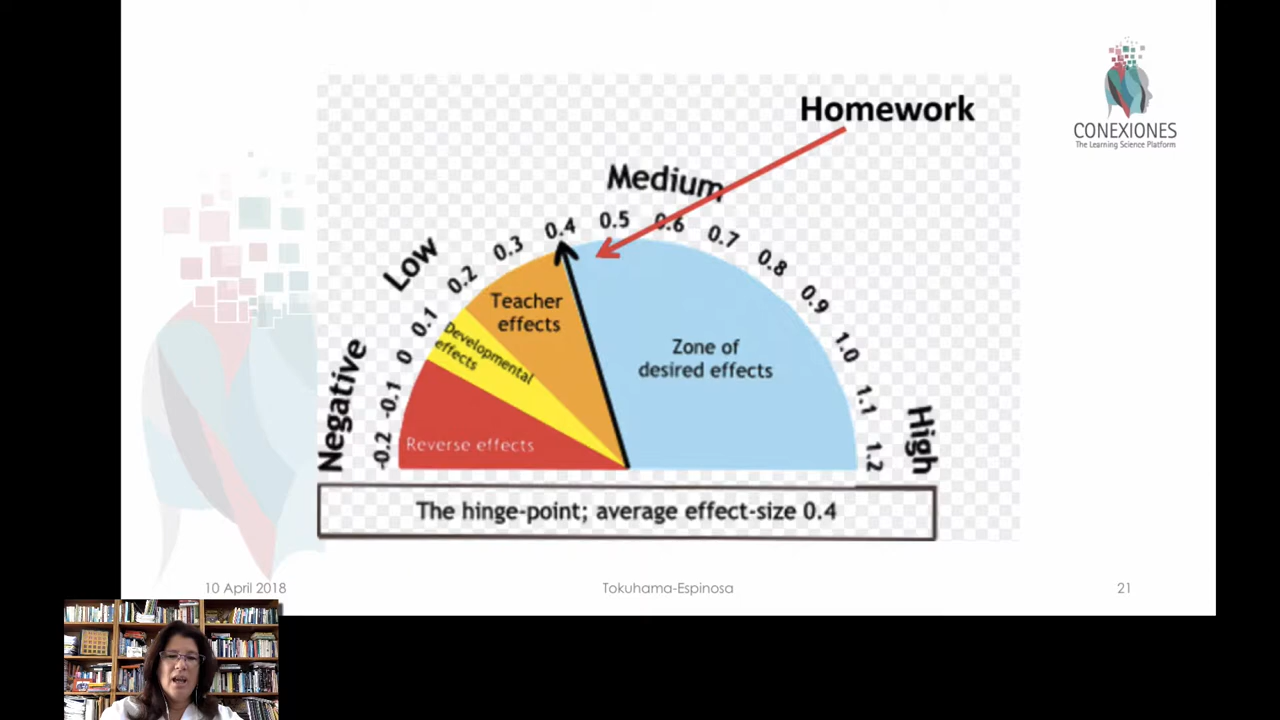 Homework
CONEXIONES
The Learning Science Platform
Negative
Low
Medium
High
-0.2
-0.1
0
0.1
0.2
0.3
0.4
0.5
0.6
0.7
0.8
0.9
1.0
1.1
1.2
Reverse effects
Developmental
effects
Teacher
effects
Zone of
desired effects
The hinge-point; average effect-size 0.4
10 April 2018
Tokuhama-Espinosa
21